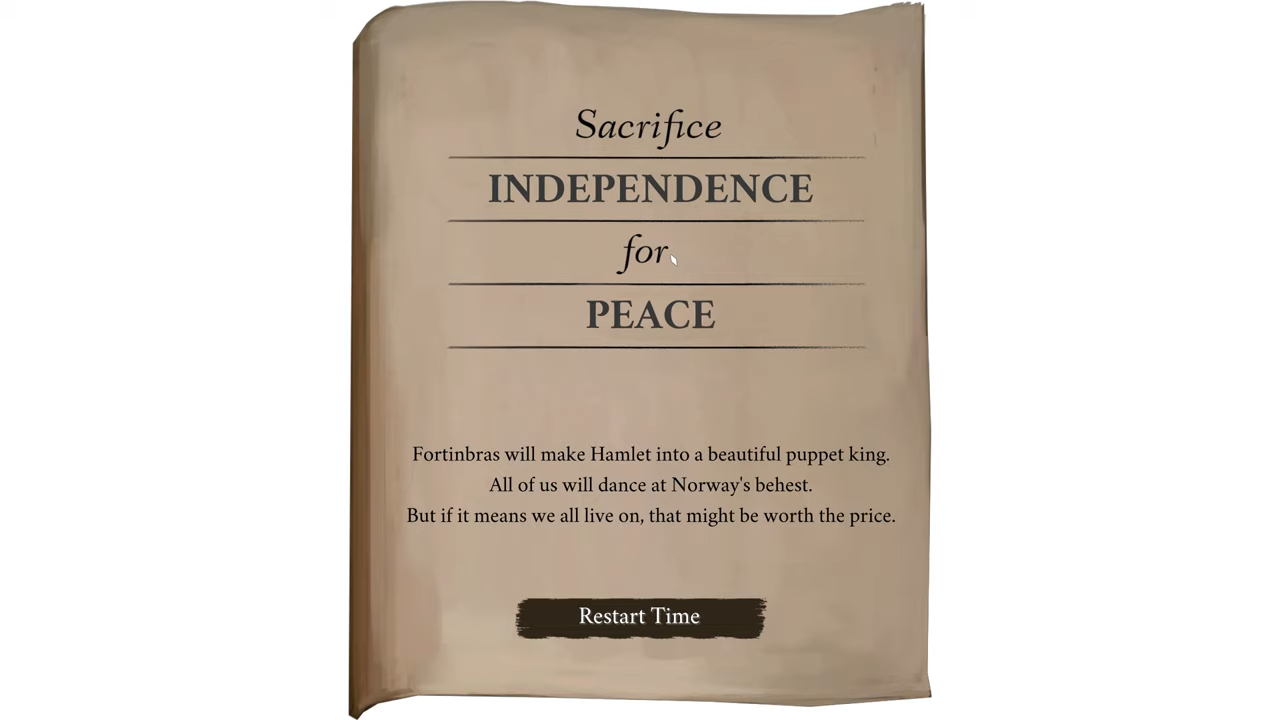 Sacrifice
INDEPENDENCE
for
PEACE
Fortinbras will make Hamlet into a beautiful puppet king.
All of us will dance at Norway's behest.
But if it means we all live on, that might be worth the price.
Restart Time